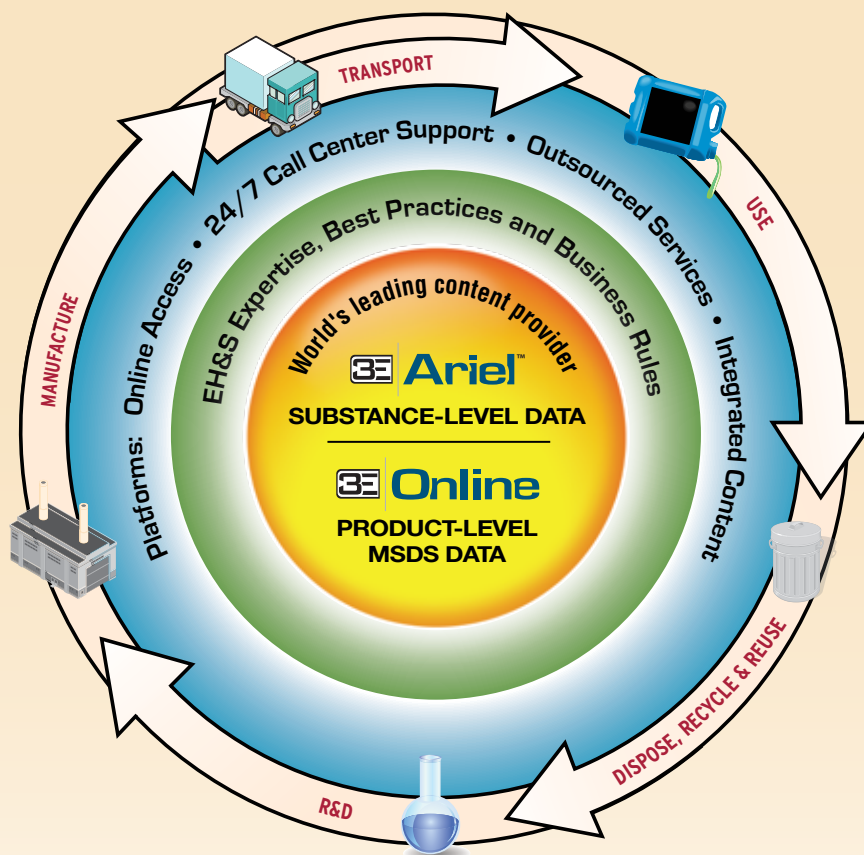 TRANSPORT
USE
DISPOSE, RECYCLE & REUSE
R&D
MANUFACTURE
Platforms: Online Access • 24/7 Call Center Support • Outsourced Services • Integrated Content
EH&S Expertise, Best Practices and Business Rules
World's leading content provider
3E Ariel™
SUBSTANCE-LEVEL DATA
3E Online
PRODUCT-LEVEL
MSDS DATA